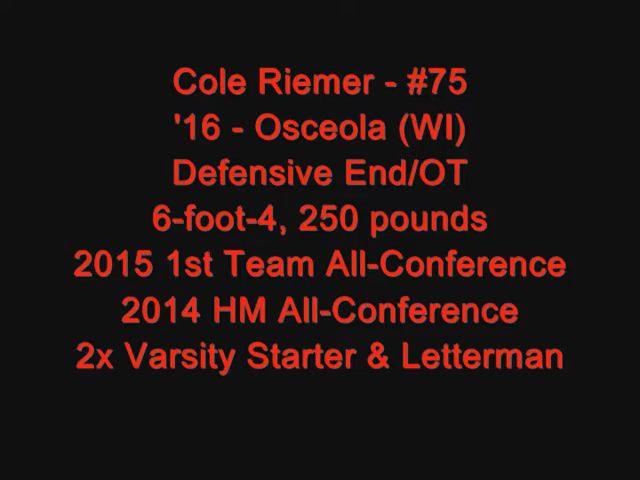 Cole Riemer - #75
'16 - Osceola (WI)
Defensive End/OT
6-foot-4, 250 pounds
2015 1st Team All-Conference
2014 HM All-Conference
2x Varsity Starter & Letterman